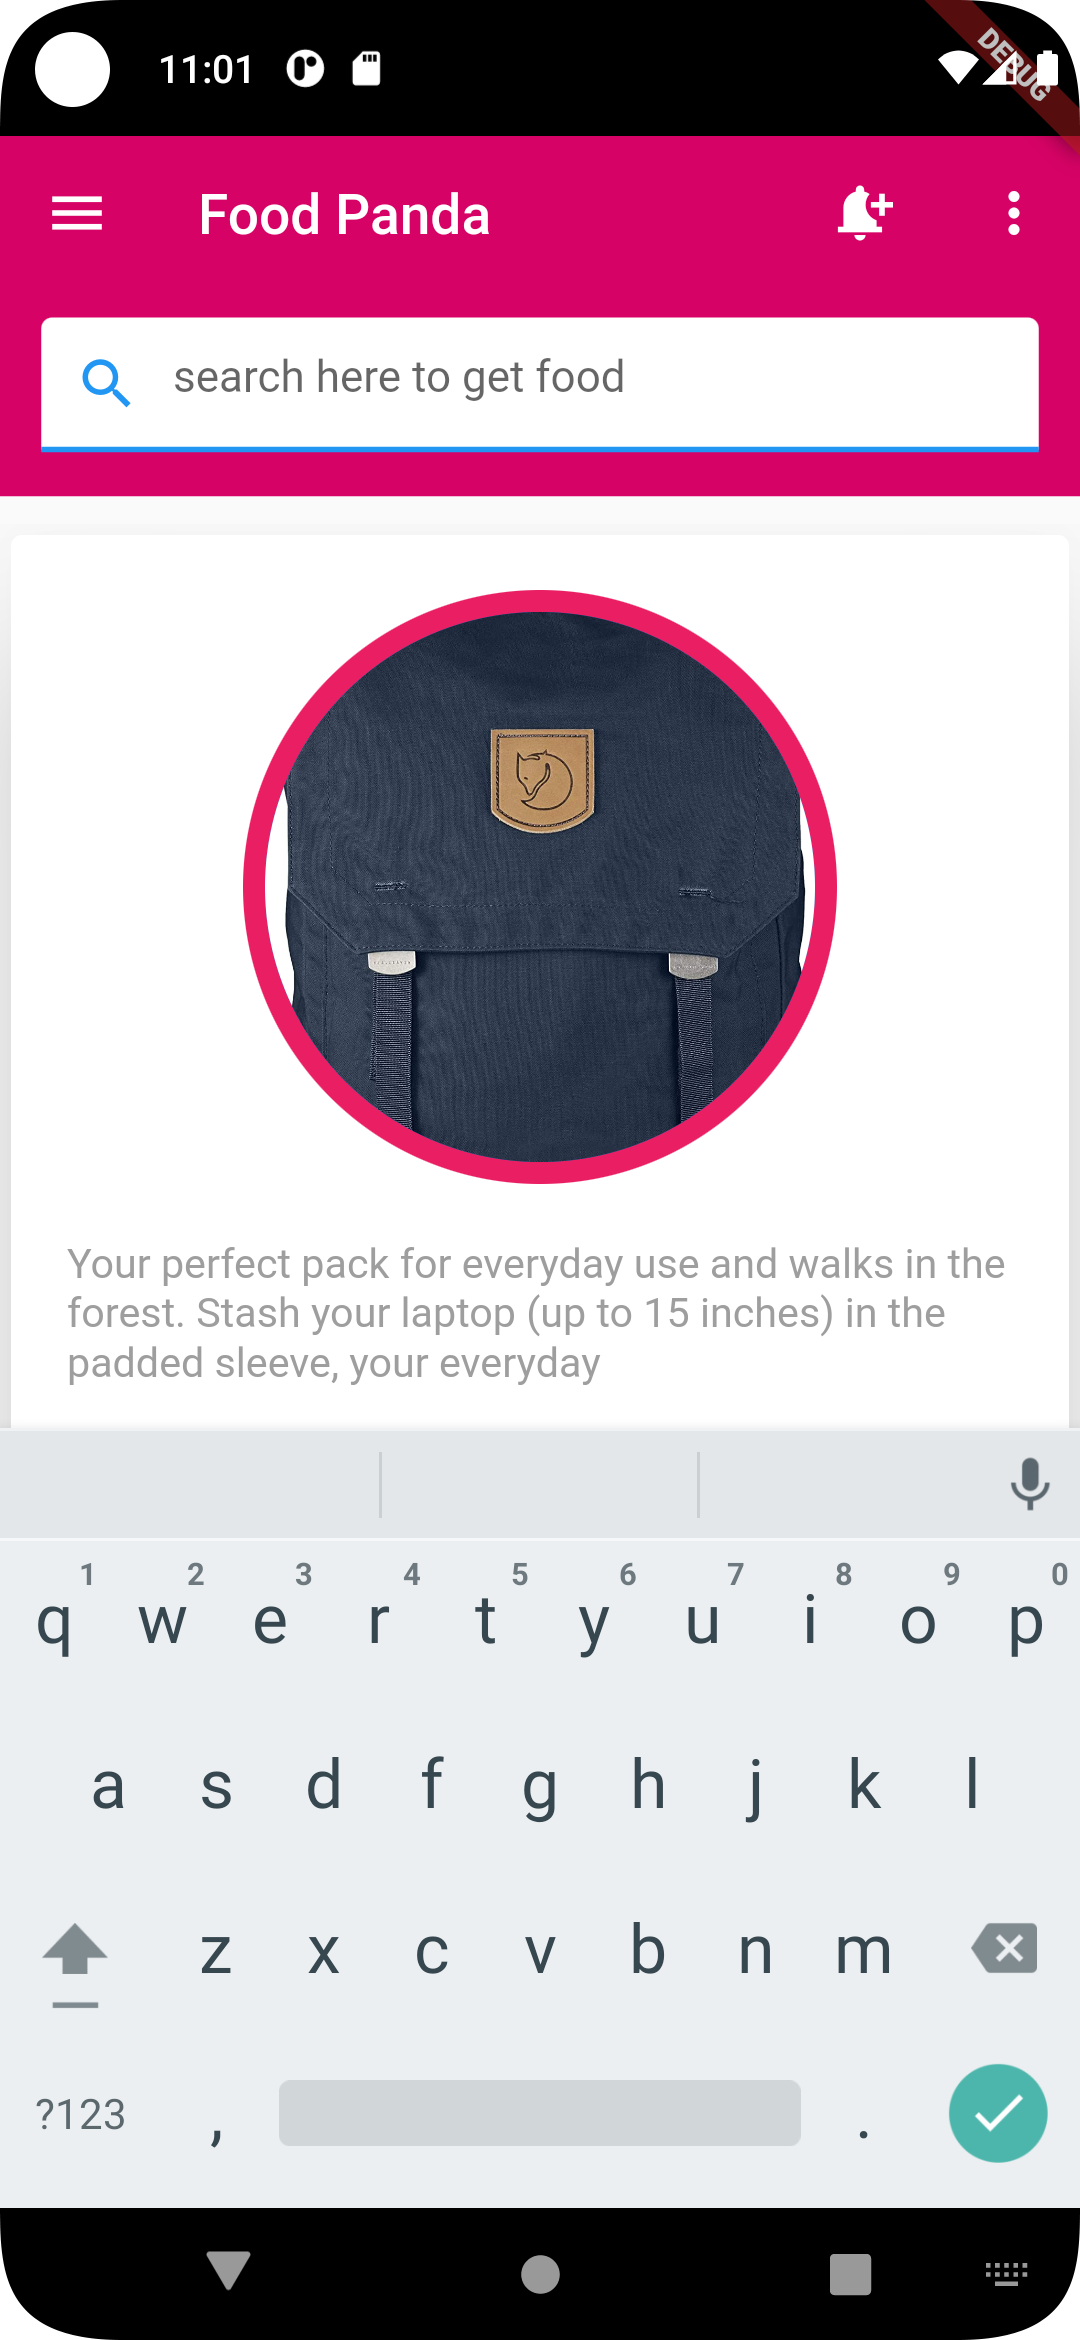 11:01
DEBUG
Food Panda
search here to get food
Your perfect pack for everyday use and walks in the
forest. Stash your laptop (up to 15 inches) in the
padded sleeve, your everyday
1 2 3 4 5 6 7 8 9 0
q w e r t y u i o p
a s d f g h j k l
z x c v b n m
?123 , .